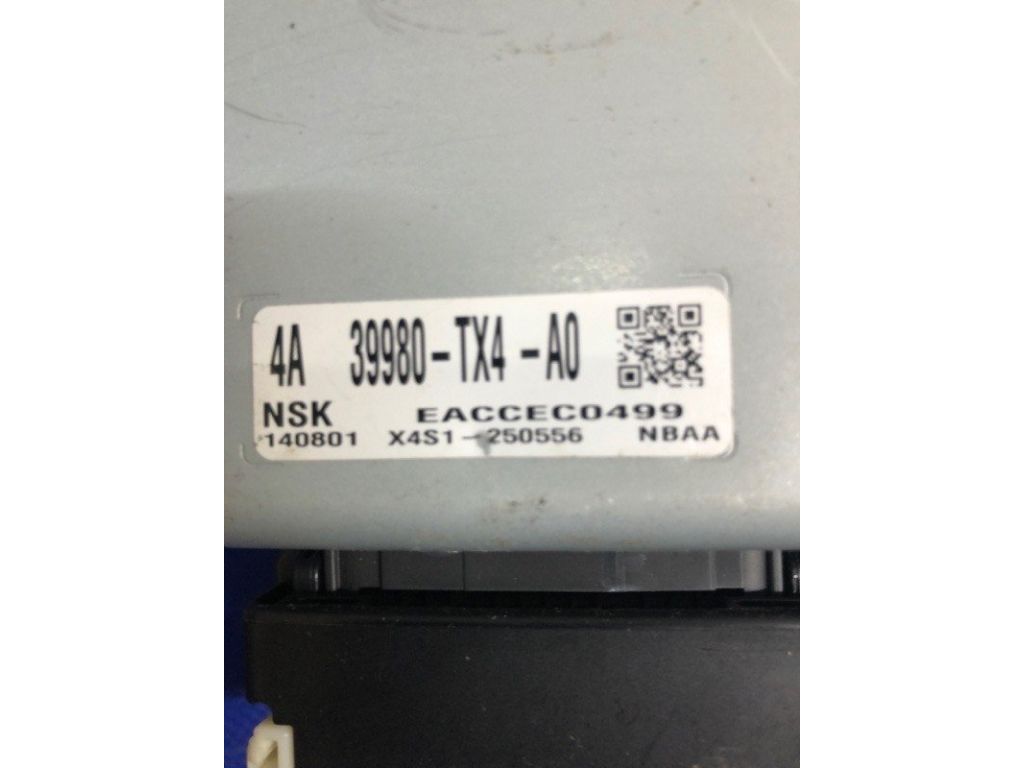 4A 39980-TX4-A0
NSK EACCEC0499
140801 X4S1-250556 NBAA